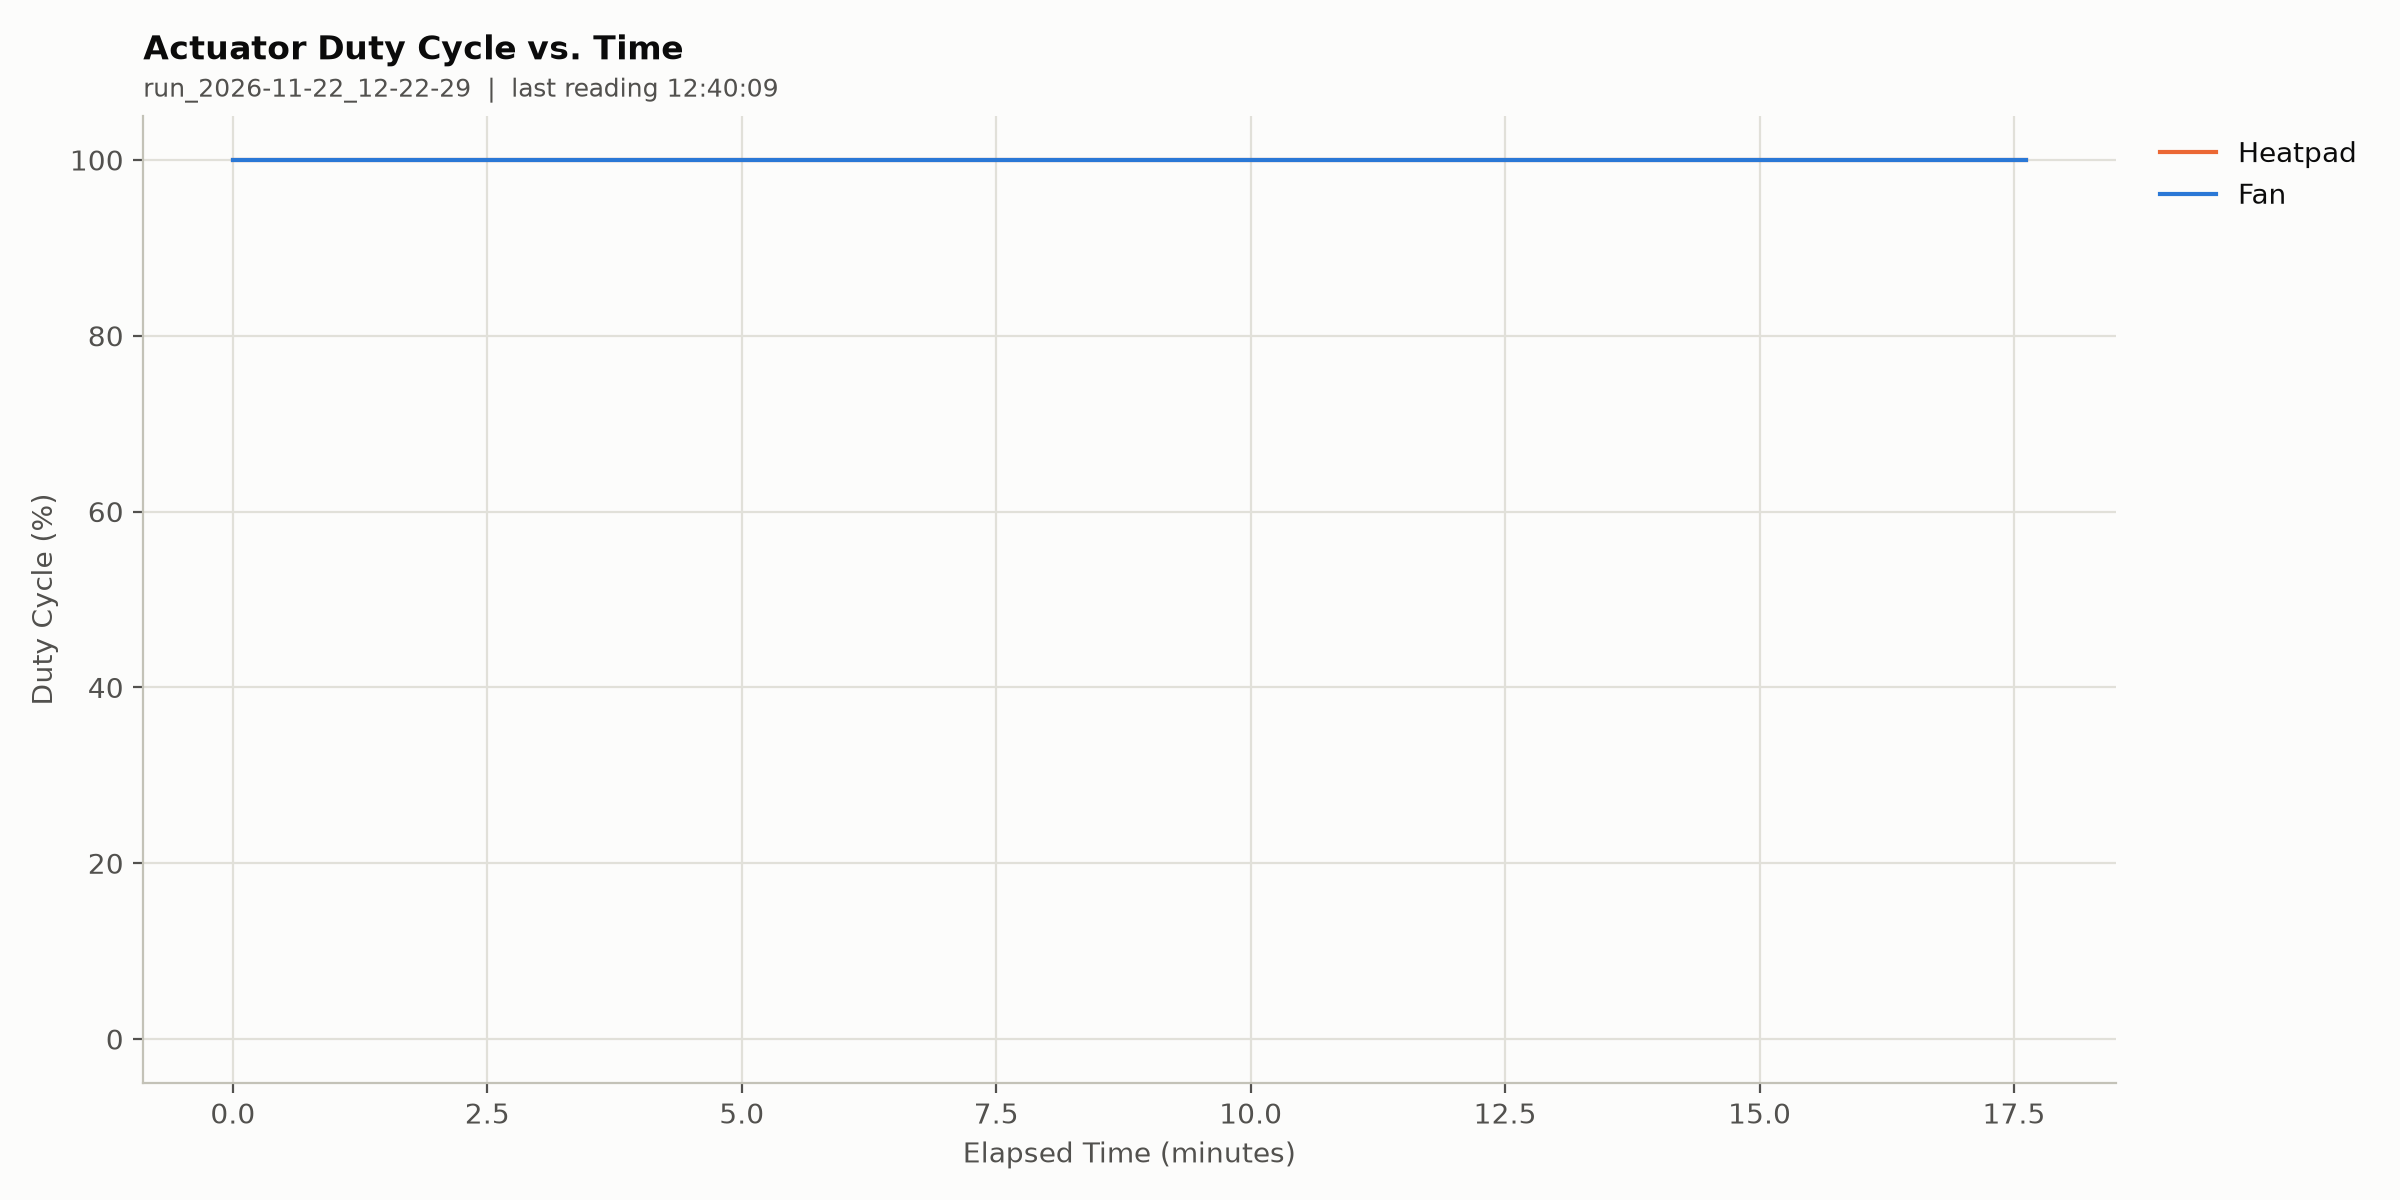 Actuator Duty Cycle vs. Time
run_2026-11-22_12-22-29 | last reading 12:40:09
Heatpad
Fan
Duty Cycle (%)
100
80
60
40
20
0
0.0 2.5 5.0 7.5 10.0 12.5 15.0 17.5
Elapsed Time (minutes)